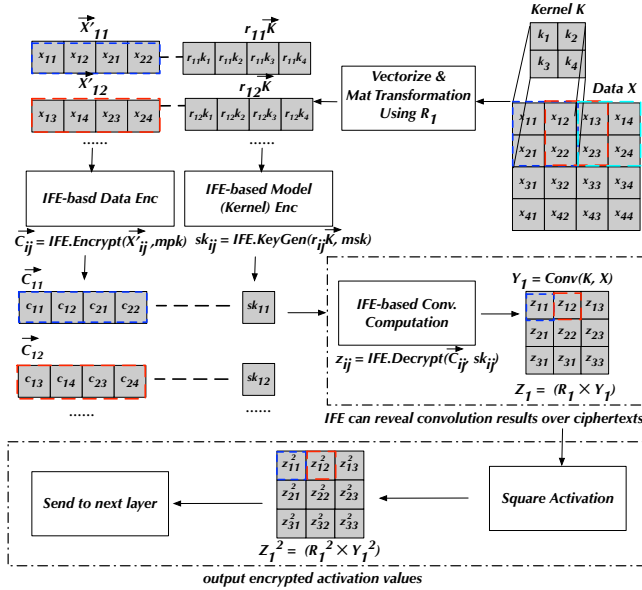 Kernel K
k1 k2
k3 k4
Data X
x11 x12 x13 x14
x21 x22 x23 x24
x31 x32 x33 x34
x41 x42 x43 x44
Vectorize &
Mat Transformation
Using R1
X'11
r11K
x11 x12 x21 x22
r11k1 r11k2 r11k3 r11k4
X'12
r12K
x13 x14 x23 x24
r12k1 r12k2 r12k3 r12k4
...... ......
IFE-basd Data Enc
IFE-based Model
(Kernel) Enc
Cij = IFE.Encrypt(X'ij ,mpk)
skij = IFE.KeyGen(rijK, msk)
C11
c11 c12 c21 c22
sk11
C12
c13 c14 c23 c24
sk12
...... ......
IFE-based Conv.
Computation
zij = IFE.Decrypt(Cij, skij)
Y1 = Conv(K, X)
z11 z12 z13
z21 z22 z23
z31 z31 z33
Z1 = (R1 × Y1)
IFE can reveal convolution results over ciphertexts
Send to next layer
z11² z12² z13²
z21² z22² z23²
z31² z32² z33²
Z1² = (R1² × Y1²)
Square Activation
output encrypted activation values